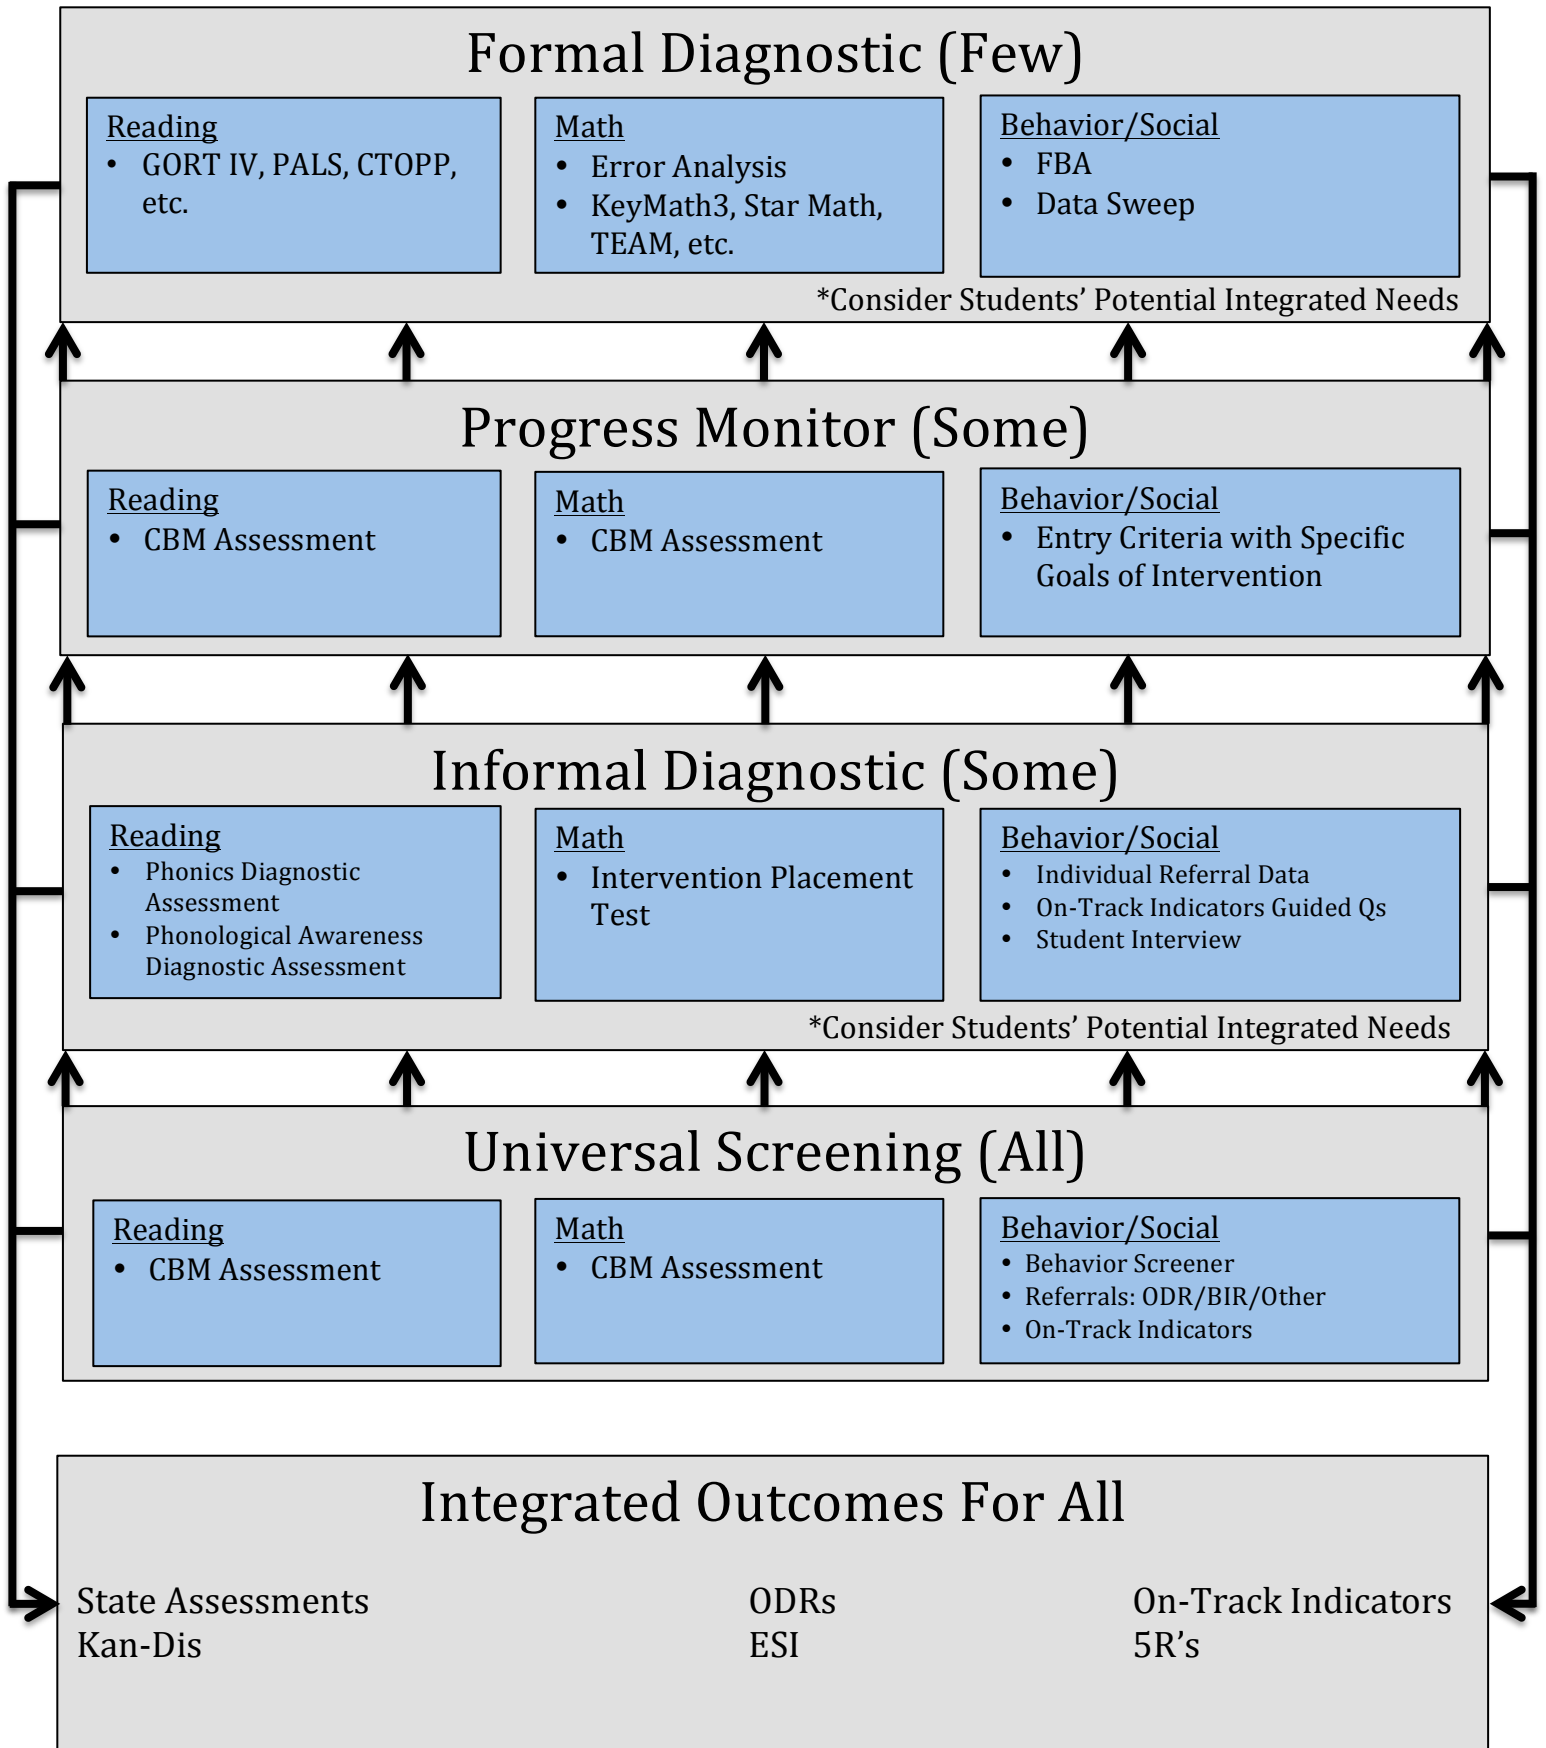 Formal Diagnostic (Few)
Reading
• GORT IV, PALS, CTOPP,
etc.
Math
• Error Analysis
• KeyMath3, Star Math,
TEAM, etc.
Behavior/Social
• FBA
• Data Sweep
*Consider Students’ Potential Integrated Needs
Progress Monitor (Some)
Reading
• CBM Assessment
Math
• CBM Assessment
Behavior/Social
• Entry Criteria with Specific
Goals of Intervention
Informal Diagnostic (Some)
Reading
• Phonics Diagnostic
Assessment
• Phonological Awareness
Diagnostic Assessment
Math
• Intervention Placement
Test
Behavior/Social
• Individual Referral Data
• On-Track Indicators Guided Qs
• Student Interview
*Consider Students’ Potential Integrated Needs
Universal Screening (All)
Reading
• CBM Assessment
Math
• CBM Assessment
Behavior/Social
• Behavior Screener
• Referrals: ODR/BIR/Other
• On-Track Indicators
Integrated Outcomes For All
State Assessments
Kan-Dis
ODRs
ESI
On-Track Indicators
5R’s